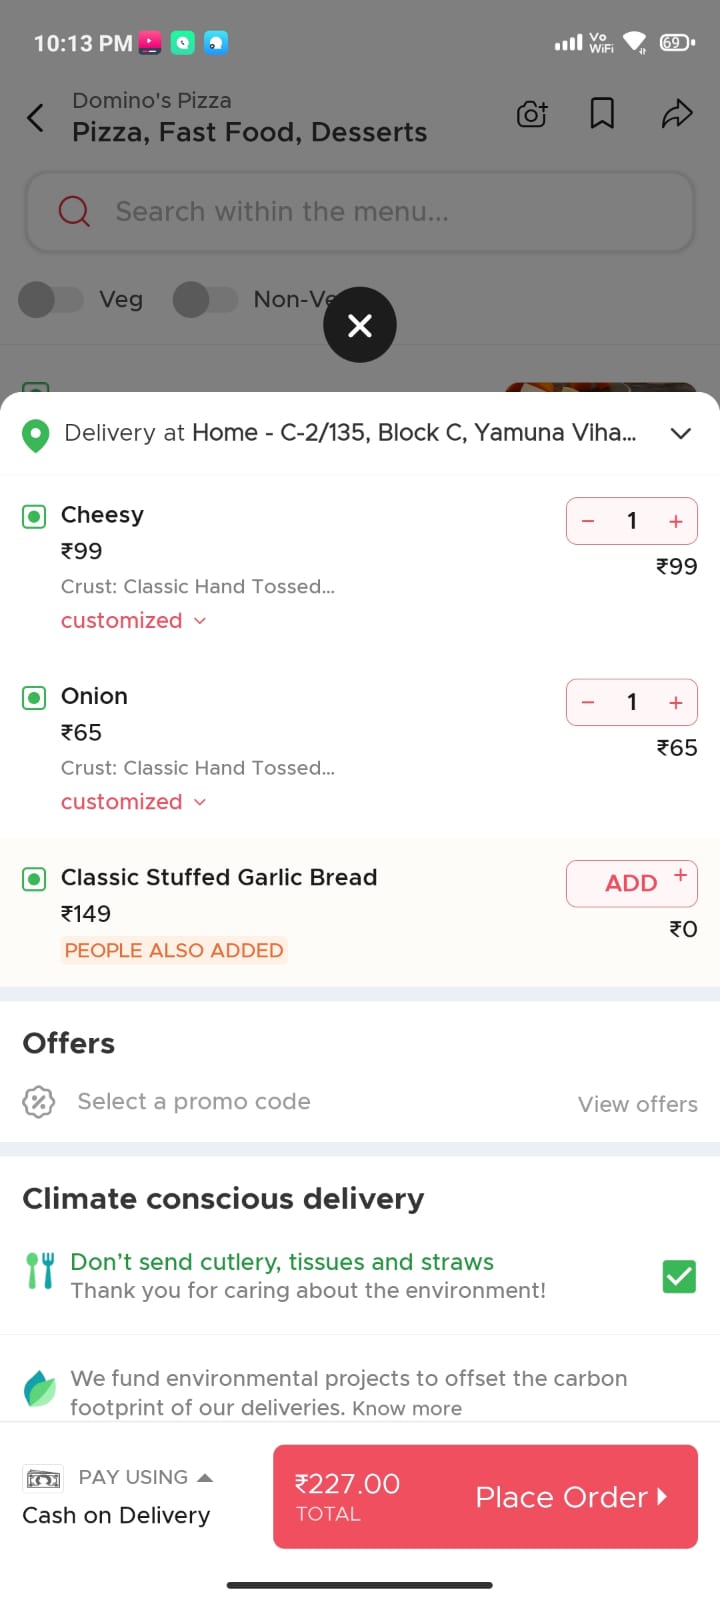 10:13 PM
Vo WiFi
69
Domino's Pizza
Pizza, Fast Food, Desserts
Search within the menu...
Veg
Non-Ve
Delivery at Home - C-2/135, Block C, Yamuna Viha...
Cheesy
− 1 +
₹99
₹99
Crust: Classic Hand Tossed...
customized
Onion
− 1 +
₹65
₹65
Crust: Classic Hand Tossed...
customized
Classic Stuffed Garlic Bread
ADD +
₹149
₹0
PEOPLE ALSO ADDED
Offers
Select a promo code
View offers
Climate conscious delivery
Don't send cutlery, tissues and straws
Thank you for caring about the environment!
We fund environmental projects to offset the carbon
footprint of our deliveries. Know more
PAY USING
Cash on Delivery
₹227.00
TOTAL
Place Order